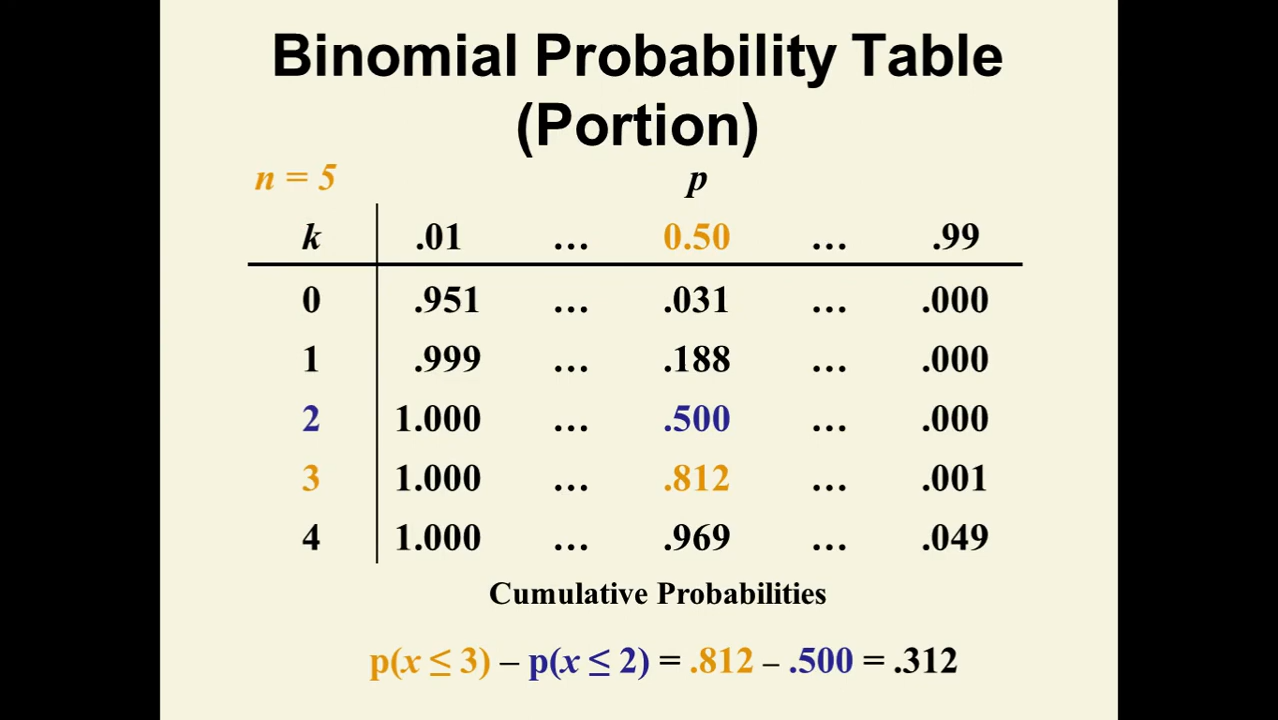 Binomial Probability Table
(Portion)
n = 5 p
k .01 … 0.50 … .99
0 .951 … .031 … .000
1 .999 … .188 … .000
2 1.000 … .500 … .000
3 1.000 … .812 … .001
4 1.000 … .969 … .049
Cumulative Probabilities
p(x ≤ 3) – p(x ≤ 2) = .812 – .500 = .312